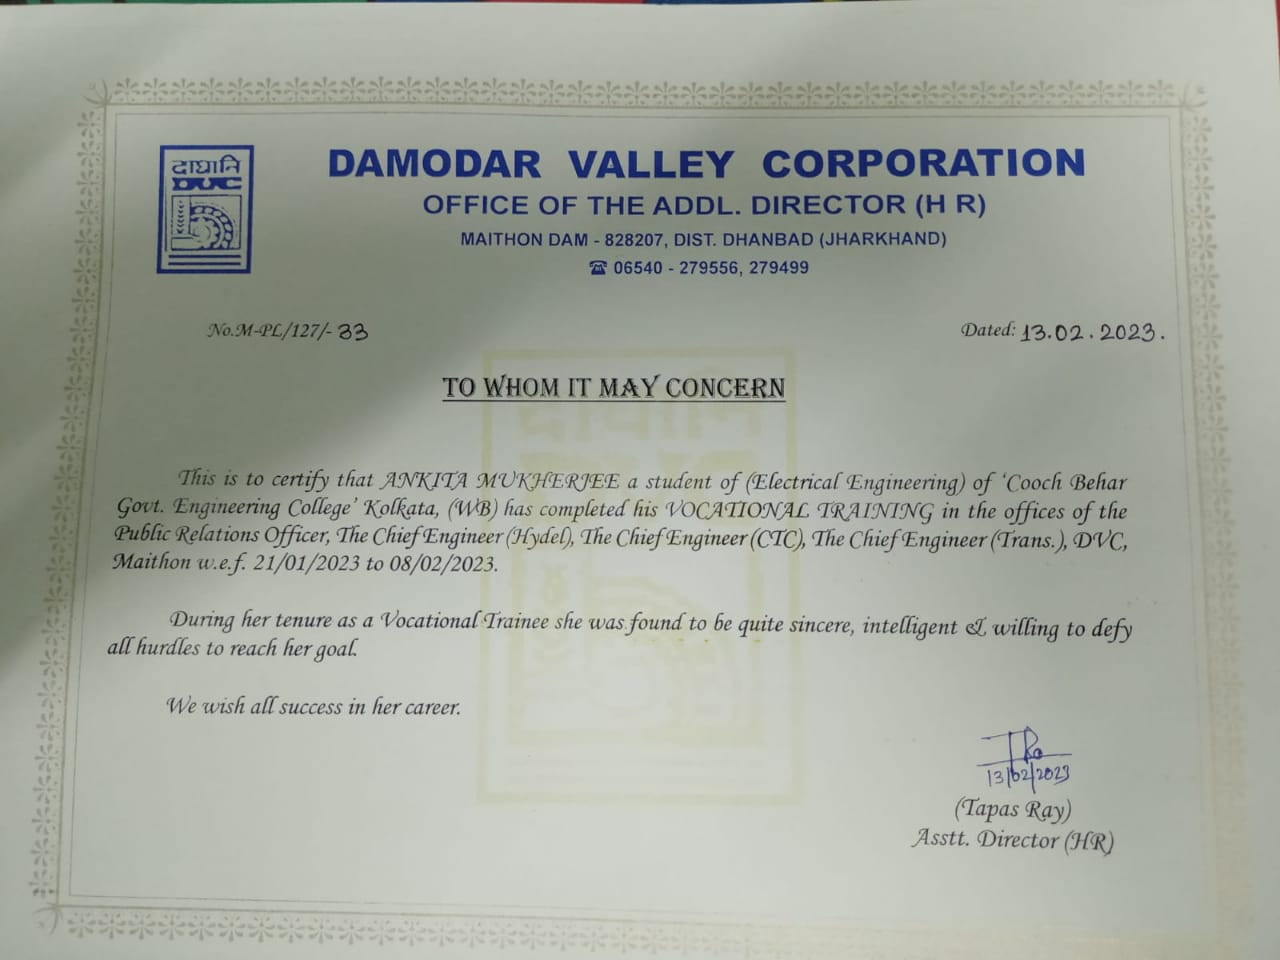 दाघानि
DVC
DAMODAR VALLEY CORPORATION
OFFICE OF THE ADDL. DIRECTOR (H R)
MAITHON DAM - 828207, DIST. DHANBAD (JHARKHAND)
☎ 06540 - 279556, 279499
No.M-PL/127/- 33
Dated: 13.02.2023.
TO WHOM IT MAY CONCERN
This is to certify that ANKITA MUKHERJEE a student of (Electrical Engineering) of 'Cooch Behar
Govt. Engineering College' Kolkata, (WB) has completed his VOCATIONAL TRAINING in the offices of the
Public Relations Officer, The Chief Engineer (Hydel), The Chief Engineer (CTC), The Chief Engineer (Trans.), DVC,
Maithon w.e.f. 21/01/2023 to 08/02/2023.
During her tenure as a Vocational Trainee she was found to be quite sincere, intelligent & willing to defy
all hurdles to reach her goal.
We wish all success in her career.
13/02/2023
(Tapas Ray)
Asstt. Director (HR)